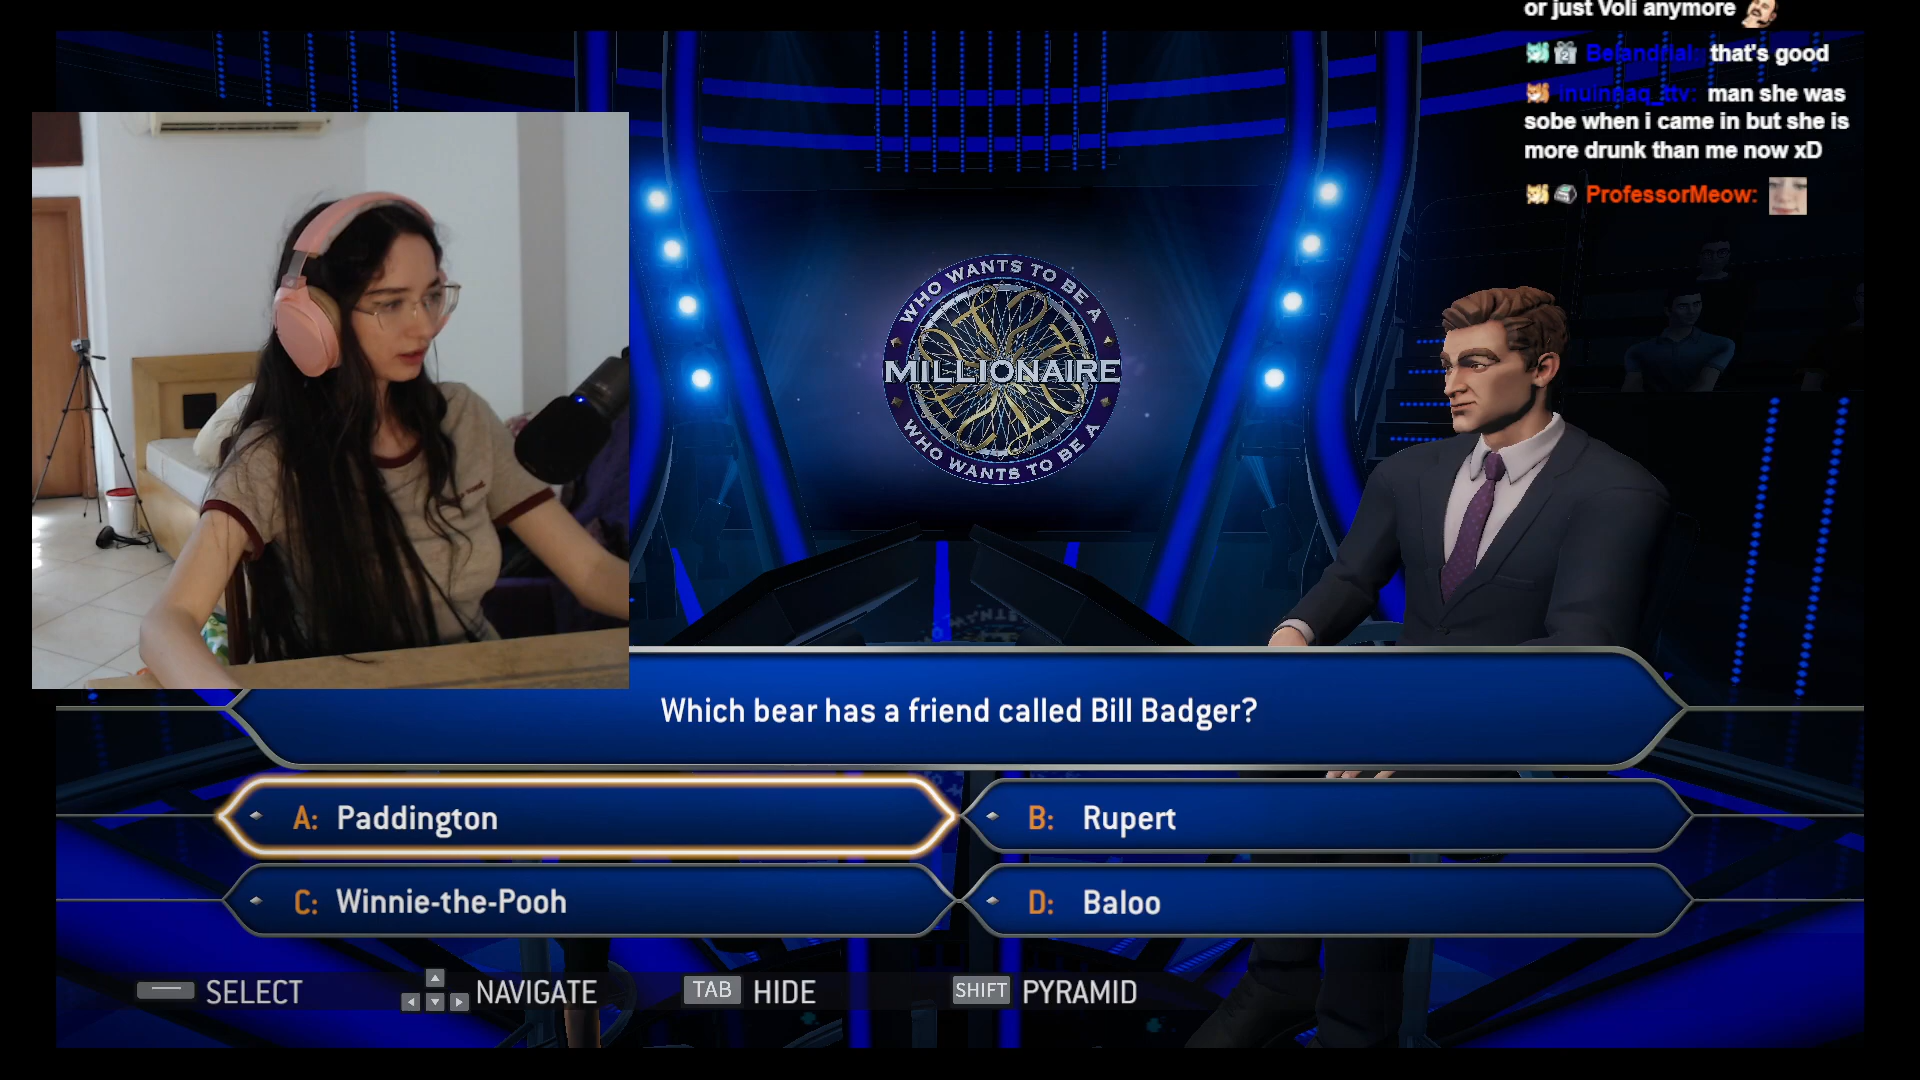 or just Voli anymore
Belandrial: that's good
inuinnaq_ttv: man she was
sobe when i came in but she is
more drunk than me now xD
ProfessorMeow:
WHO WANTS TO BE A
MILLIONAIRE
WHO WANTS TO BE A
Which bear has a friend called Bill Badger?
A: Paddington
B: Rupert
C: Winnie-the-Pooh
D: Baloo
SELECT
NAVIGATE
TAB HIDE
SHIFT PYRAMID